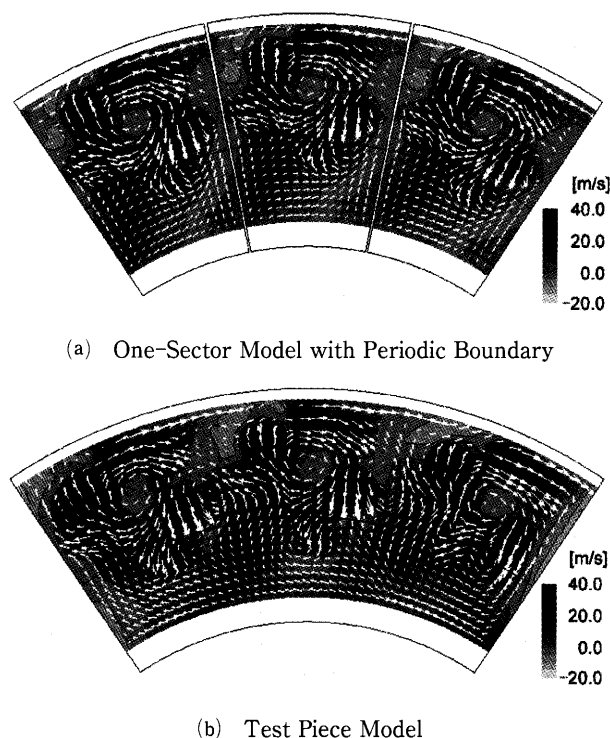 [m/s]
40.0
20.0
0.0
-20.0
(a) One-Sector Model with Periodic Boundary
[m/s]
40.0
20.0
0.0
-20.0
(b) Test Piece Model